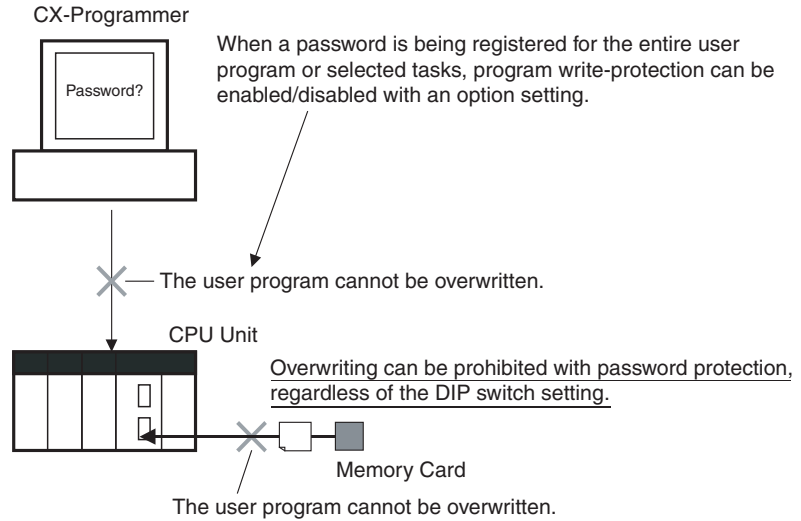 CX-Programmer
When a password is being registered for the entire user
program or selected tasks, program write-protection can be
enabled/disabled with an option setting.
Password?
The user program cannot be overwritten.
CPU Unit
Overwriting can be prohibited with password protection,
regardless of the DIP switch setting.
Memory Card
The user program cannot be overwritten.